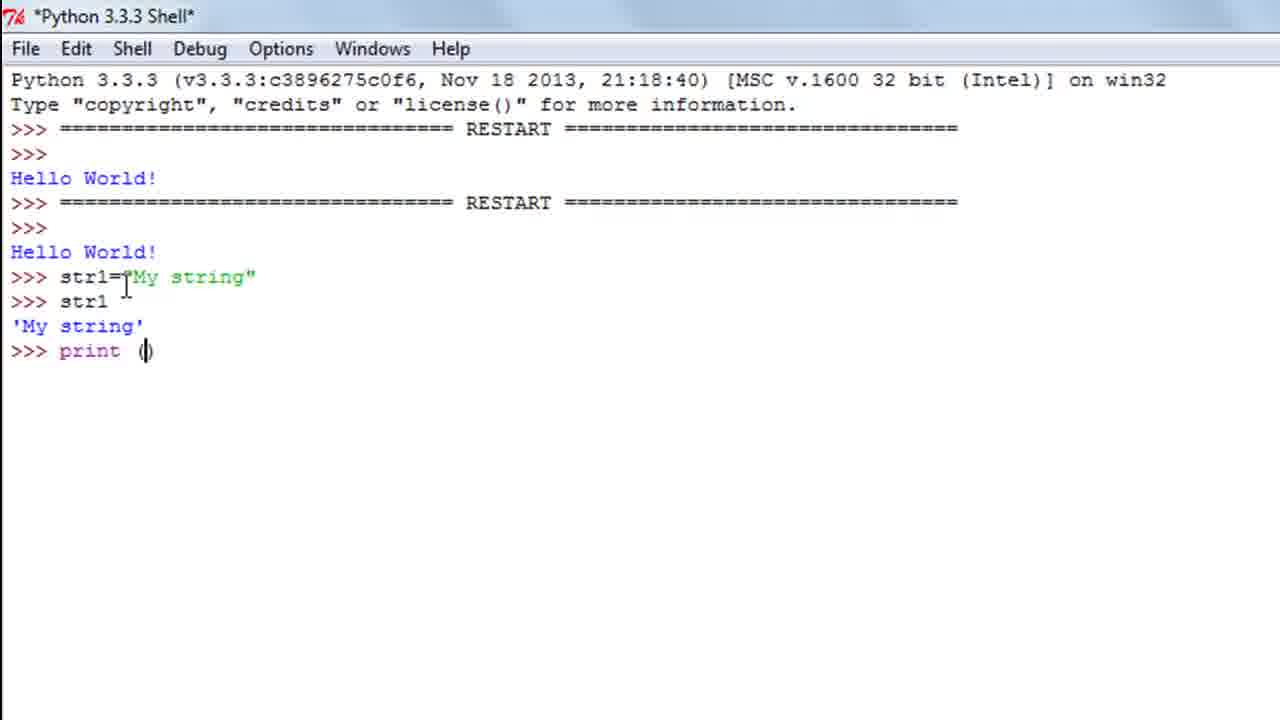 *Python 3.3.3 Shell*
File Edit Shell Debug Options Windows Help
Python 3.3.3 (v3.3.3:c3896275c0f6, Nov 18 2013, 21:18:40) [MSC v.1600 32 bit (Intel)] on win32
Type "copyright", "credits" or "license()" for more information.
>>> ================================ RESTART ================================
>>>
Hello World!
>>> ================================ RESTART ================================
>>>
Hello World!
>>> str1="My string"
>>> str1
'My string'
>>> print ()